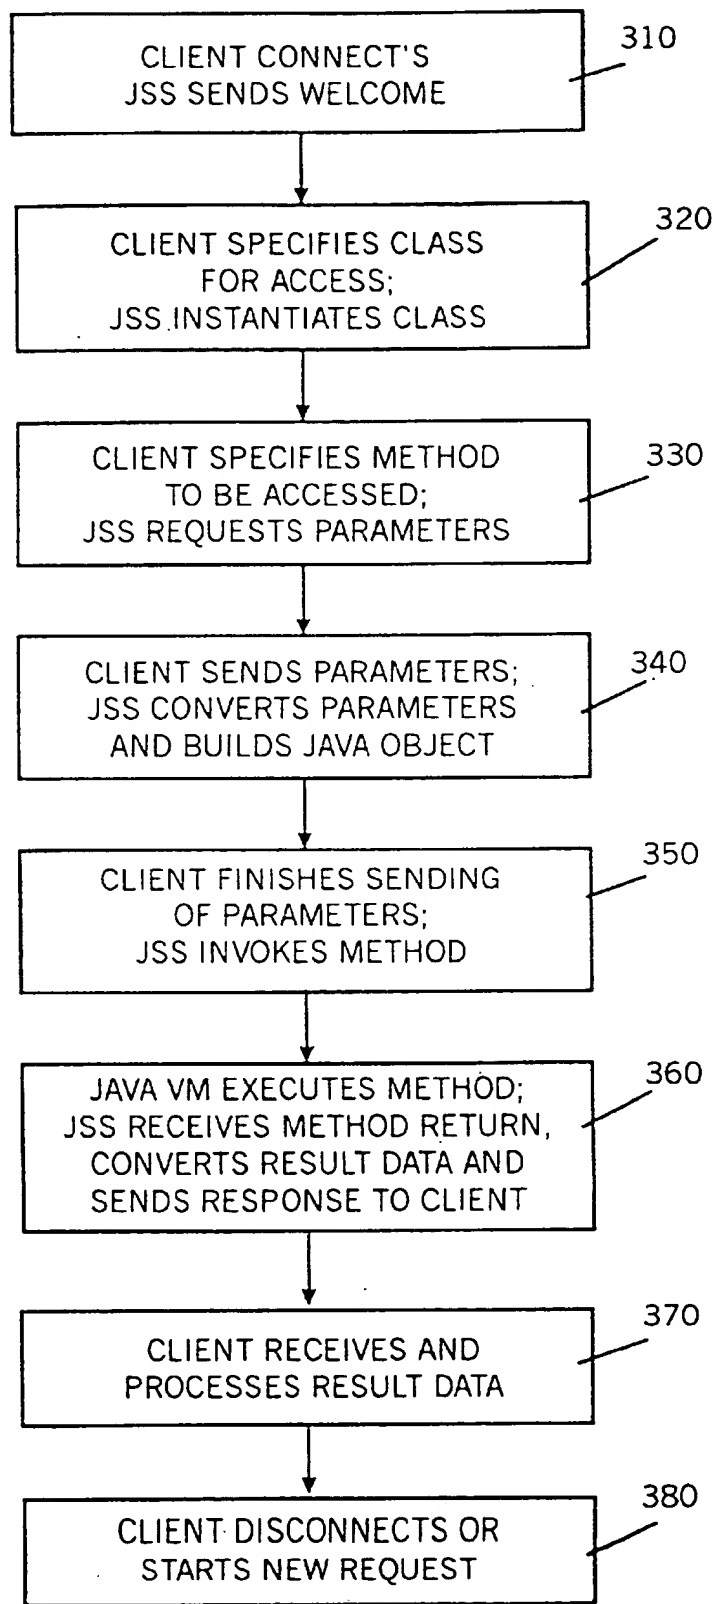 CLIENT CONNECT'S
JSS SENDS WELCOME
310
CLIENT SPECIFIES CLASS
FOR ACCESS;
JSS INSTANTIATES CLASS
320
CLIENT SPECIFIES METHOD
TO BE ACCESSED;
JSS REQUESTS PARAMETERS
330
CLIENT SENDS PARAMETERS;
JSS CONVERTS PARAMETERS
AND BUILDS JAVA OBJECT
340
CLIENT FINISHES SENDING
OF PARAMETERS;
JSS INVOKES METHOD
350
JAVA VM EXECUTES METHOD;
JSS RECEIVES METHOD RETURN,
CONVERTS RESULT DATA AND
SENDS RESPONSE TO CLIENT
360
CLIENT RECEIVES AND
PROCESSES RESULT DATA
370
CLIENT DISCONNECTS OR
STARTS NEW REQUEST
380